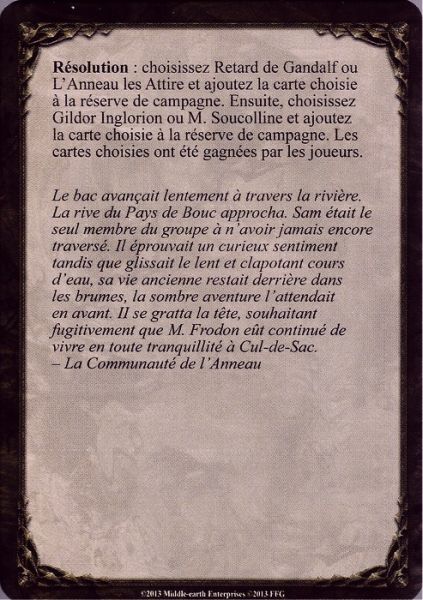 Résolution : choisissez Retard de Gandalf ou
L'Anneau les Attire et ajoutez la carte choisie
à la réserve de campagne. Ensuite, choisissez
Gildor Inglorion ou M. Soucolline et ajoutez
la carte choisie à la réserve de campagne. Les
cartes choisies ont été gagnées par les joueurs.
Le bac avançait lentement à travers la rivière.
La rive du Pays de Bouc approcha. Sam était le
seul membre du groupe à n'avoir jamais encore
traversé. Il éprouvait un curieux sentiment
tandis que glissait le lent et clapotant cours
d'eau, sa vie ancienne restait derrière dans
les brumes, la sombre aventure l'attendait
en avant. Il se gratta la tête, souhaitant
fugitivement que M. Frodon eût continué de
vivre en toute tranquillité à Cul-de-Sac.
– La Communauté de l'Anneau
©2013 Middle-earth Enterprises ©2013 FFG